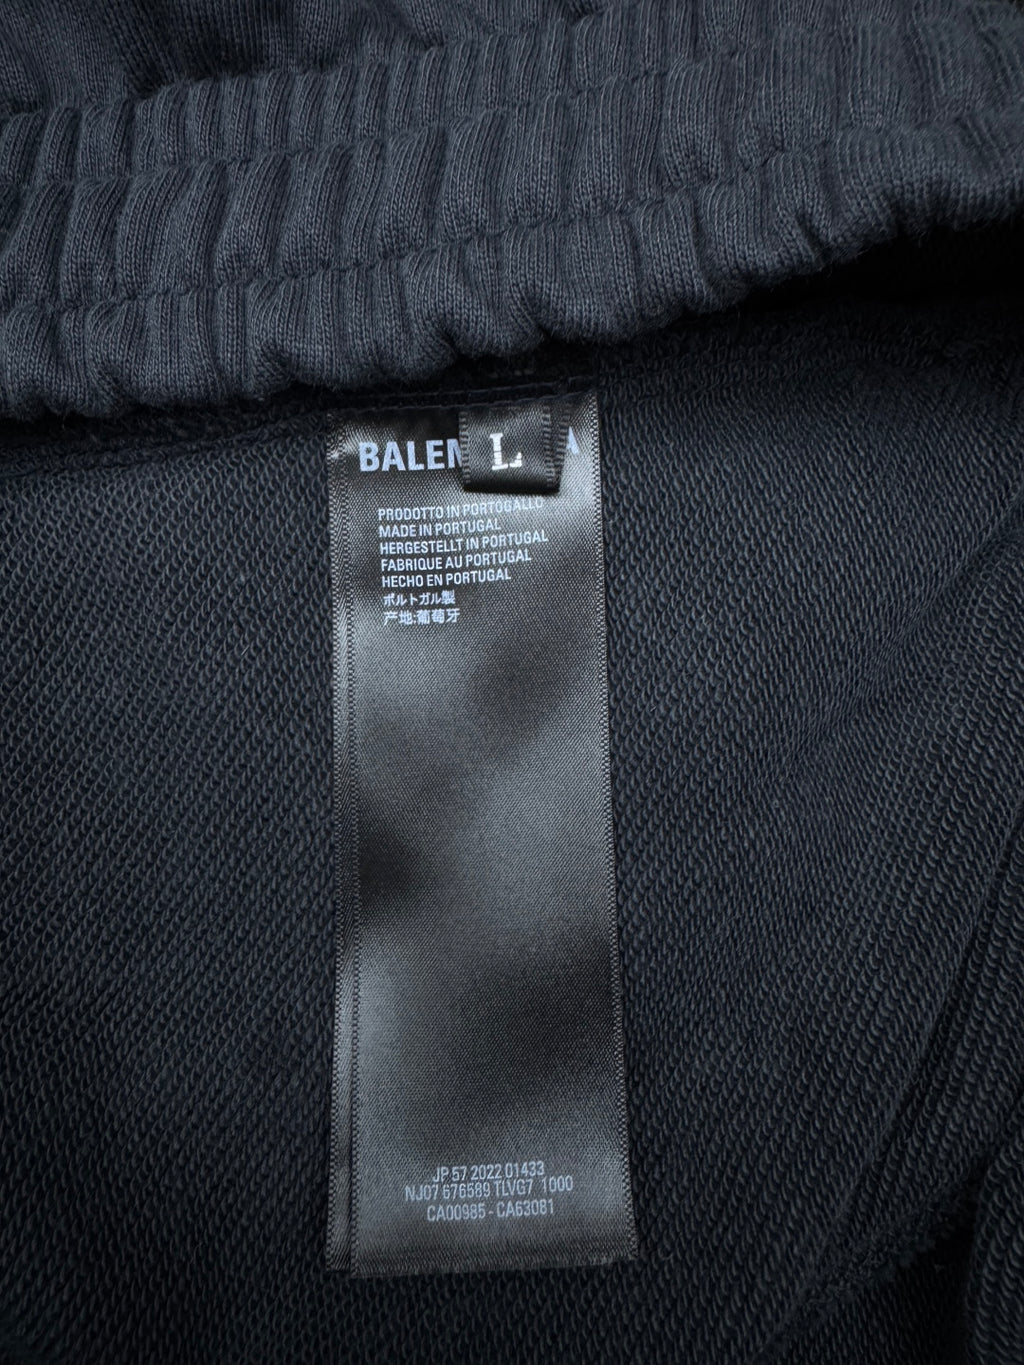 BALEN A
L
PRODOTTO IN PORTOGALLO
MADE IN PORTUGAL
HERGESTELLT IN PORTUGAL
FABRIQUE AU PORTUGAL
HECHO EN PORTUGAL
ポルトガル製
产地:葡萄牙
JP 57 2022 01433
NJ07 676589 TLVG7 1000
CA00985 - CA63081